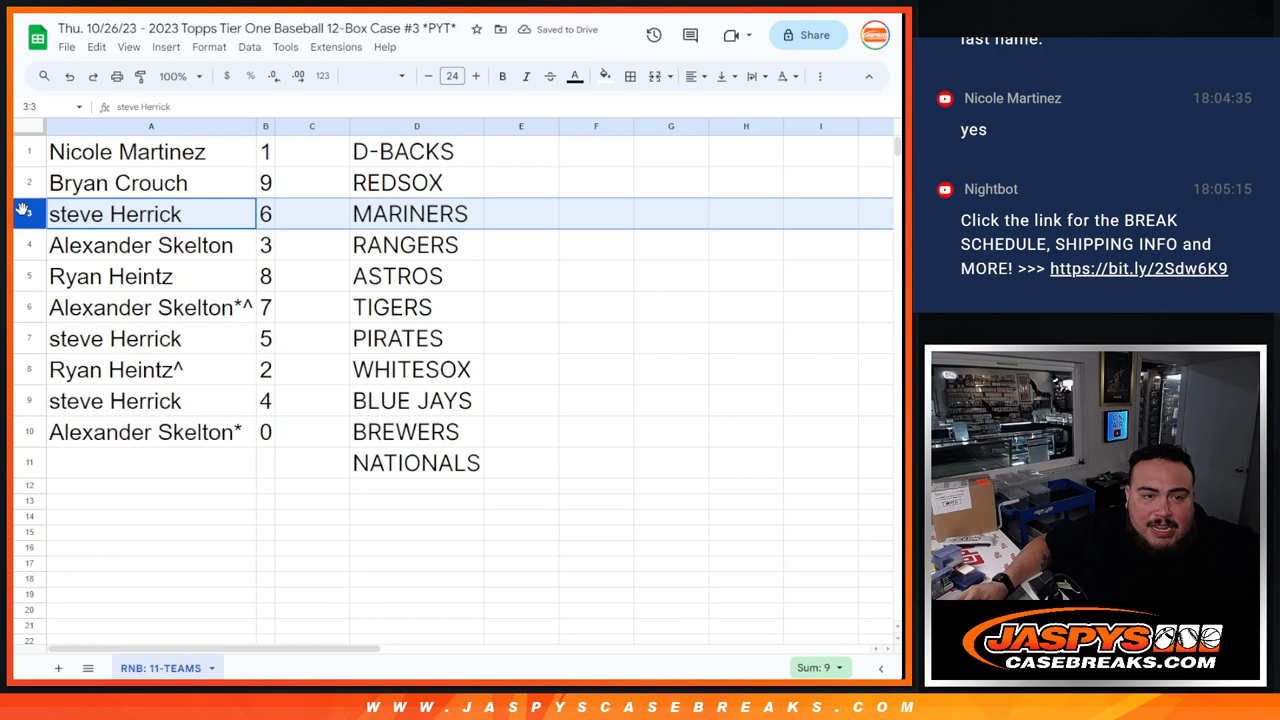 Thu. 10/26/23 - 2023 Topps Tier One Baseball 12-Box Case #3 *PYT*
Saved to Drive
Share
File Edit View Insert Format Data Tools Extensions Help
100% $ % .0 .00 123 24
3:3 fx steve Herrick
A B C D E F G H I
1 Nicole Martinez 1 D-BACKS
2 Bryan Crouch 9 REDSOX
3 steve Herrick 6 MARINERS
4 Alexander Skelton 3 RANGERS
5 Ryan Heintz 8 ASTROS
6 Alexander Skelton*^ 7 TIGERS
7 steve Herrick 5 PIRATES
8 Ryan Heintz^ 2 WHITESOX
9 steve Herrick 4 BLUE JAYS
10 Alexander Skelton* 0 BREWERS
11 NATIONALS
12
13
14
15
16
17
18
19
20
21
22
RNB: 11-TEAMS
Sum: 9
last name.
Nicole Martinez 18:04:35
yes
Nightbot 18:05:15
Click the link for the BREAK
SCHEDULE, SHIPPING INFO and
MORE! >>> https://bit.ly/2Sdw6K9
JASPYS
CASEBREAKS.COM
WWW.JASPYSCASEBREAKS.COM